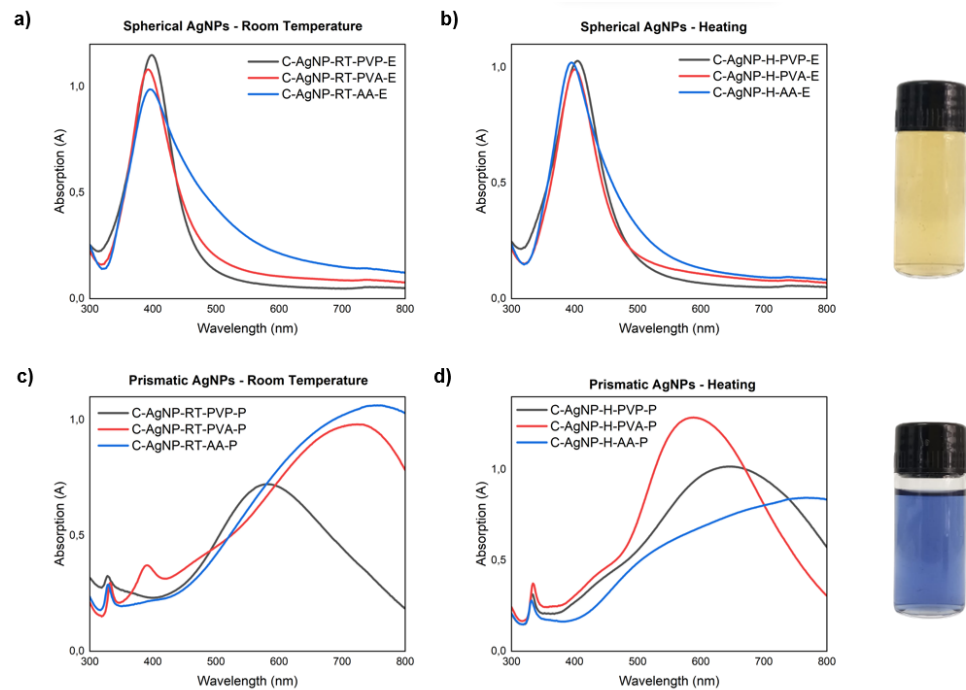 a)
Spherical AgNPs - Room Temperature
C-AgNP-RT-PVP-E
C-AgNP-RT-PVA-E
C-AgNP-RT-AA-E
Absorption (A)
1,0
0,5
0,0
300 400 500 600 700 800
Wavelength (nm)
b)
Spherical AgNPs - Heating
C-AgNP-H-PVP-E
C-AgNP-H-PVA-E
C-AgNP-H-AA-E
Absorption (A)
1,0
0,5
0,0
300 400 500 600 700 800
Wavelength (nm)
c)
Prismatic AgNPs - Room Temperature
C-AgNP-RT-PVP-P
C-AgNP-RT-PVA-P
C-AgNP-RT-AA-P
Absorption (A)
1,0
0,5
0,0
300 400 500 600 700 800
Wavelength (nm)
d)
Prismatic AgNPs - Heating
C-AgNP-H-PVP-P
C-AgNP-H-PVA-P
C-AgNP-H-AA-P
Absorption (A)
1,0
0,5
0,0
300 400 500 600 700 800
Wavelength (nm)